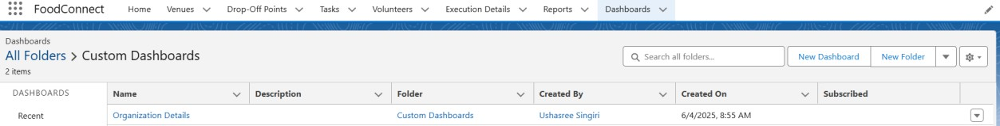 FoodConnect Home Venues Drop-Off Points Tasks Volunteers Execution Details Reports Dashboards
Dashboards
All Folders > Custom Dashboards
2 items
Search all folders...
New Dashboard New Folder
DASHBOARDS Name Description Folder Created By Created On Subscribed
Recent Organization Details Custom Dashboards Ushasree Singiri 6/4/2025, 8:55 AM